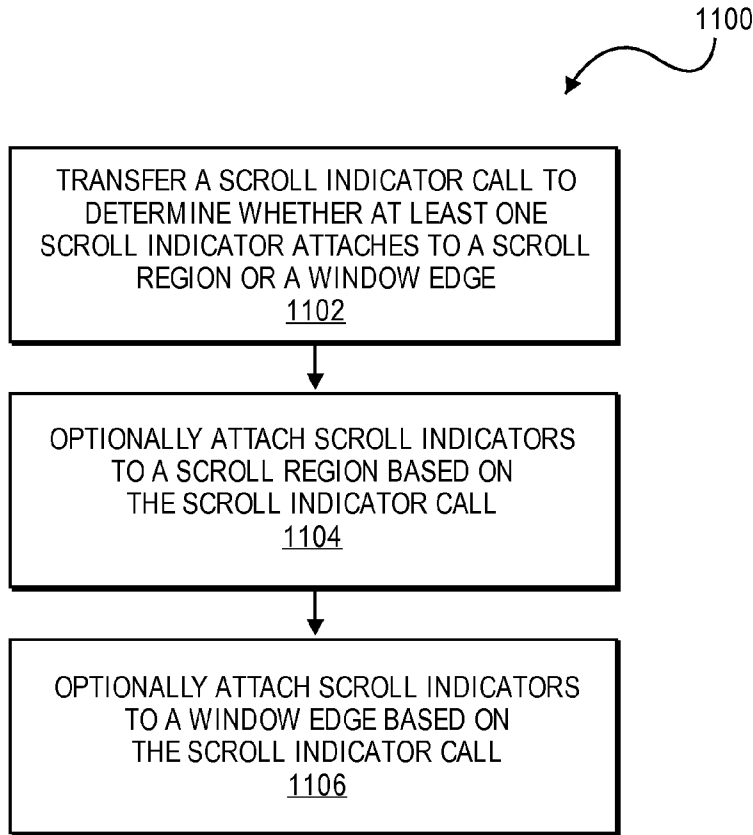 1100
TRANSFER A SCROLL INDICATOR CALL TO
DETERMINE WHETHER AT LEAST ONE
SCROLL INDICATOR ATTACHES TO A SCROLL
REGION OR A WINDOW EDGE
1102
OPTIONALLY ATTACH SCROLL INDICATORS
TO A SCROLL REGION BASED ON
THE SCROLL INDICATOR CALL
1104
OPTIONALLY ATTACH SCROLL INDICATORS
TO A WINDOW EDGE BASED ON
THE SCROLL INDICATOR CALL
1106